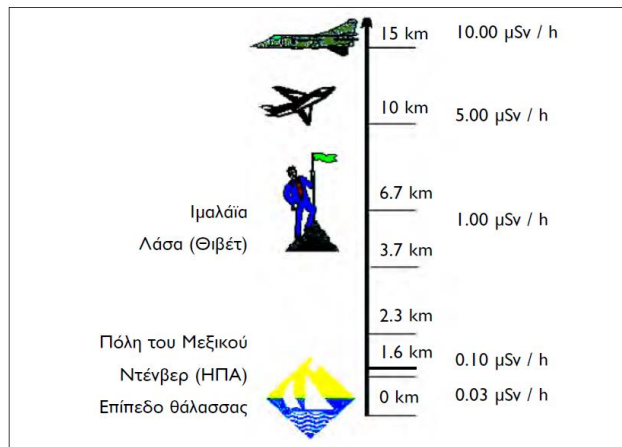 15 km 10.00 μSv / h
10 km 5.00 μSv / h
6.7 km
Ιμαλάϊα 1.00 μSv / h
Λάσα (Θιβέτ) 3.7 km
2.3 km
Πόλη του Μεξικού 1.6 km 0.10 μSv / h
Ντένβερ (ΗΠΑ)
Επίπεδο θάλασσας 0 km 0.03 μSv / h